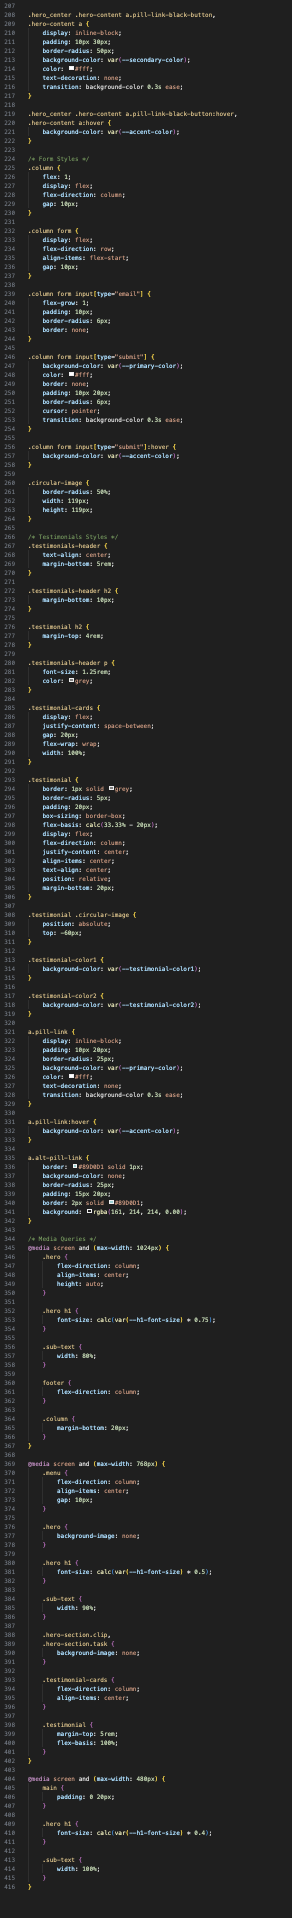 207
208 .hero_center .hero-content a.pill-link-black-button,
209 .hero-content a {
210 display: inline-block;
211 padding: 10px 30px;
212 border-radius: 50px;
213 background-color: var(--secondary-color);
214 color: #fff;
215 text-decoration: none;
216 transition: background-color 0.3s ease;
217 }
218
219 .hero_center .hero-content a.pill-link-black-button:hover,
220 .hero-content a:hover {
221 background-color: var(--accent-color);
222 }
223
224 /* Form Styles */
225 .column {
226 flex: 1;
227 display: flex;
228 flex-direction: column;
229 gap: 10px;
230 }
231
232 .column form {
233 display: flex;
234 flex-direction: row;
235 align-items: flex-start;
236 gap: 10px;
237 }
238
239 .column form input[type="email"] {
240 flex-grow: 1;
241 padding: 10px;
242 border-radius: 6px;
243 border: none;
244 }
245
246 .column form input[type="submit"] {
247 background-color: var(--primary-color);
248 color: #fff;
249 border: none;
250 padding: 10px 20px;
251 border-radius: 6px;
252 cursor: pointer;
253 transition: background-color 0.3s ease;
254 }
255
256 .column form input[type="submit"]:hover {
257 background-color: var(--accent-color);
258 }
259
260 .circular-image {
261 border-radius: 50%;
262 width: 119px;
263 height: 119px;
264 }
265
266 /* Testimonials Styles */
267 .testimonials-header {
268 text-align: center;
269 margin-bottom: 5rem;
270 }
271
272 .testimonials-header h2 {
273 margin-bottom: 10px;
274 }
275
276 .testimonial h2 {
277 margin-top: 4rem;
278 }
279
280 .testimonials-header p {
281 font-size: 1.25rem;
282 color: grey;
283 }
284
285 .testimonial-cards {
286 display: flex;
287 justify-content: space-between;
288 gap: 20px;
289 flex-wrap: wrap;
290 width: 100%;
291 }
292
293 .testimonial {
294 border: 1px solid grey;
295 border-radius: 5px;
296 padding: 20px;
297 box-sizing: border-box;
298 flex-basis: calc(33.33% - 20px);
299 display: flex;
300 flex-direction: column;
301 justify-content: center;
302 align-items: center;
303 text-align: center;
304 position: relative;
305 margin-bottom: 20px;
306 }
307
308 .testimonial .circular-image {
309 position: absolute;
310 top: -60px;
311 }
312
313 .testimonial-color1 {
314 background-color: var(--testimonial-color1);
315 }
316
317 .testimonial-color2 {
318 background-color: var(--testimonial-color2);
319 }
320
321 a.pill-link {
322 display: inline-block;
323 padding: 10px 20px;
324 border-radius: 25px;
325 background-color: var(--primary-color);
326 color: #fff;
327 text-decoration: none;
328 transition: background-color 0.3s ease;
329 }
330
331 a.pill-link:hover {
332 background-color: var(--accent-color);
333 }
334
335 a.alt-pill-link {
336 border: #89D0D1 solid 1px;
337 background-color: none;
338 border-radius: 25px;
339 padding: 15px 20px;
340 border: 2px solid #89D0D1;
341 background: rgba(161, 214, 214, 0.00);
342 }
343
344 /* Media Queries */
345 @media screen and (max-width: 1024px) {
346 .hero {
347 flex-direction: column;
348 align-items: center;
349 height: auto;
350 }
351
352 .hero h1 {
353 font-size: calc(var(--h1-font-size) * 0.75);
354 }
355
356 .sub-text {
357 width: 80%;
358 }
359
360 footer {
361 flex-direction: column;
362 }
363
364 .column {
365 margin-bottom: 20px;
366 }
367 }
368
369 @media screen and (max-width: 768px) {
370 .menu {
371 flex-direction: column;
372 align-items: center;
373 gap: 10px;
374 }
375
376 .hero {
377 background-image: none;
378 }
379
380 .hero h1 {
381 font-size: calc(var(--h1-font-size) * 0.5);
382 }
383
384 .sub-text {
385 width: 90%;
386 }
387
388 .hero-section.clip,
389 .hero-section.task {
390 background-image: none;
391 }
392
393 .testimonial-cards {
394 flex-direction: column;
395 align-items: center;
396 }
397
398 .testimonial {
399 margin-top: 5rem;
400 flex-basis: 100%;
401 }
402 }
403
404 @media screen and (max-width: 480px) {
405 main {
406 padding: 0 20px;
407 }
408
409 .hero h1 {
410 font-size: calc(var(--h1-font-size) * 0.4);
411 }
412
413 .sub-text {
414 width: 100%;
415 }
416 }